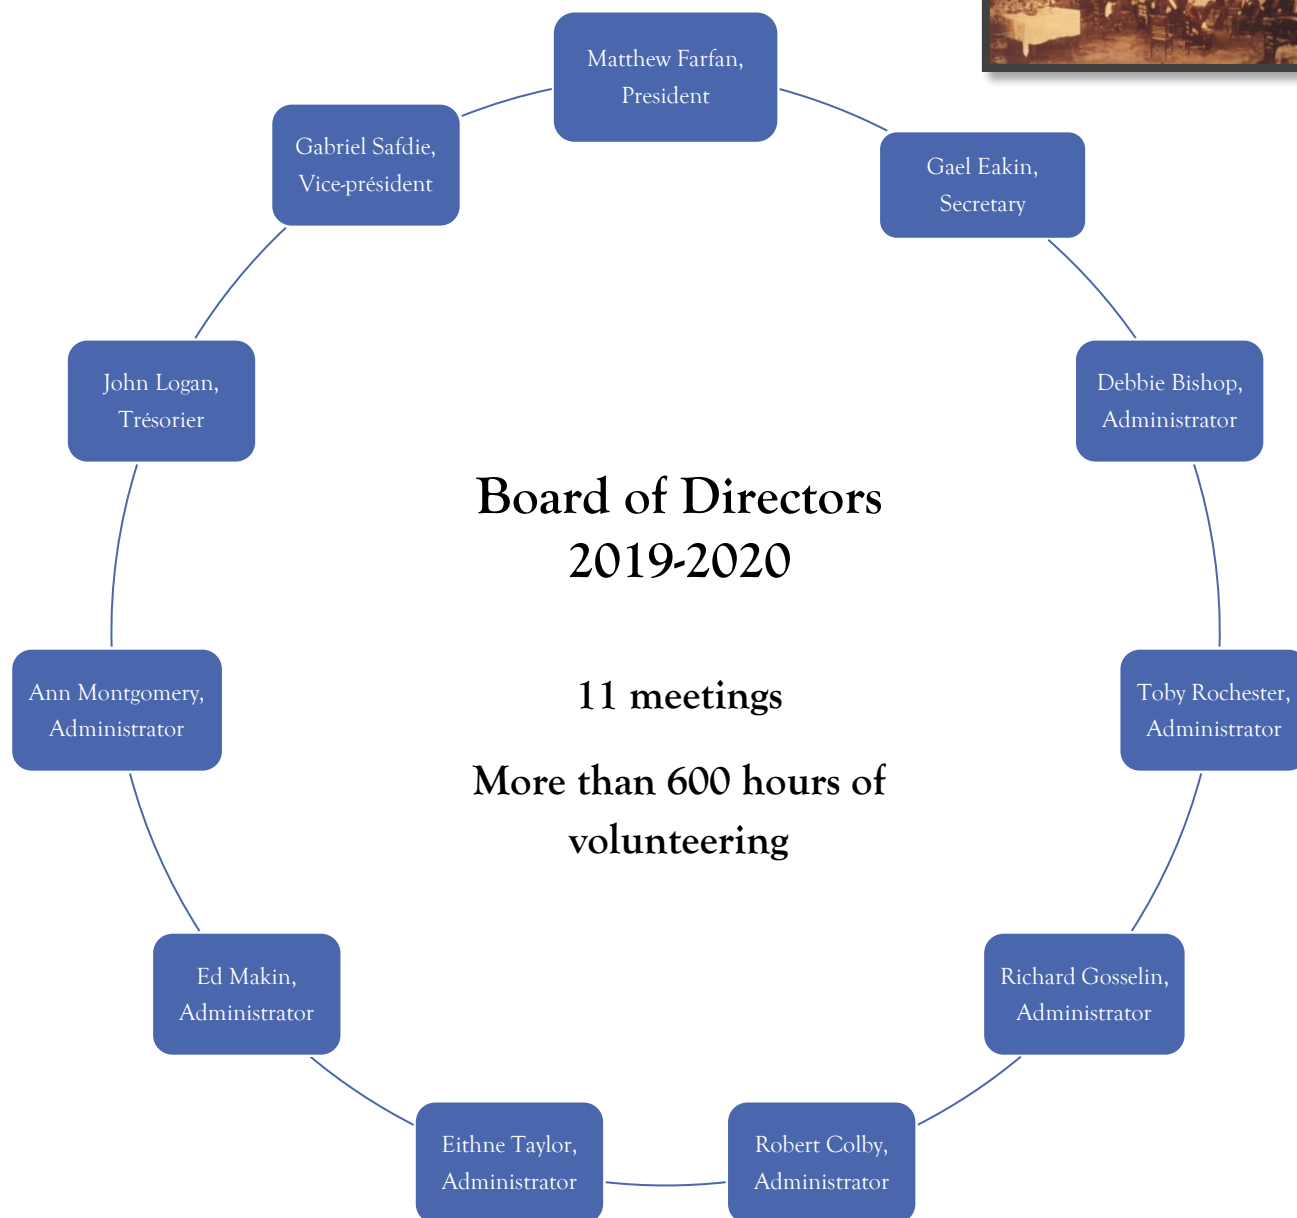 Matthew Farfan,
President
Gael Eakin,
Secretary
Debbie Bishop,
Administrator
Toby Rochester,
Administrator
Richard Gosselin,
Administrator
Robert Colby,
Administrator
Eithne Taylor,
Administrator
Ed Makin,
Administrator
Ann Montgomery,
Administrator
John Logan,
Trésorier
Gabriel Safdie,
Vice-président
Board of Directors
2019-2020
11 meetings
More than 600 hours of
volunteering